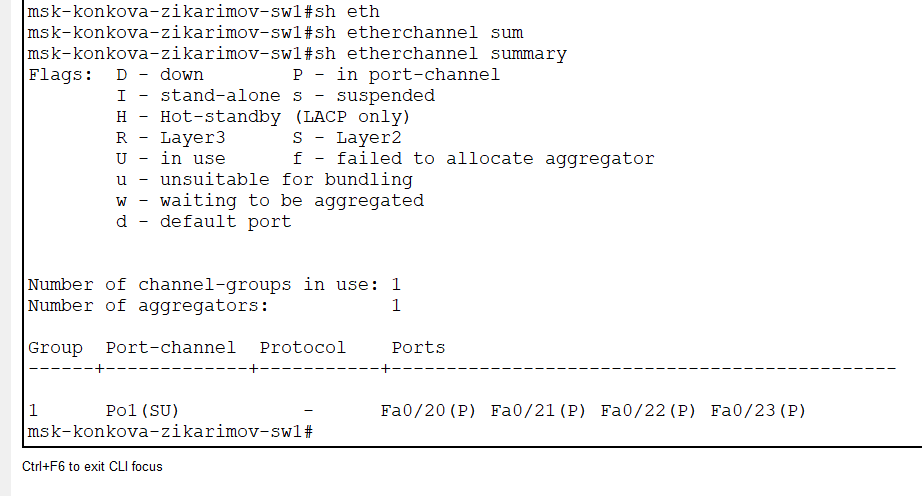 msk-konkova-zikarimov-sw1#sh eth
msk-konkova-zikarimov-sw1#sh etherchannel sum
msk-konkova-zikarimov-sw1#sh etherchannel summary
Flags:  D - down        P - in port-channel
        I - stand-alone s - suspended
        H - Hot-standby (LACP only)
        R - Layer3      S - Layer2
        U - in use      f - failed to allocate aggregator
        u - unsuitable for bundling
        w - waiting to be aggregated
        d - default port
Number of channel-groups in use: 1
Number of aggregators:           1
Group  Port-channel  Protocol    Ports
------+-------------+-----------+----------------------------------------------
1      Po1(SU)           -      Fa0/20(P) Fa0/21(P) Fa0/22(P) Fa0/23(P)
msk-konkova-zikarimov-sw1#
Ctrl+F6 to exit CLI focus